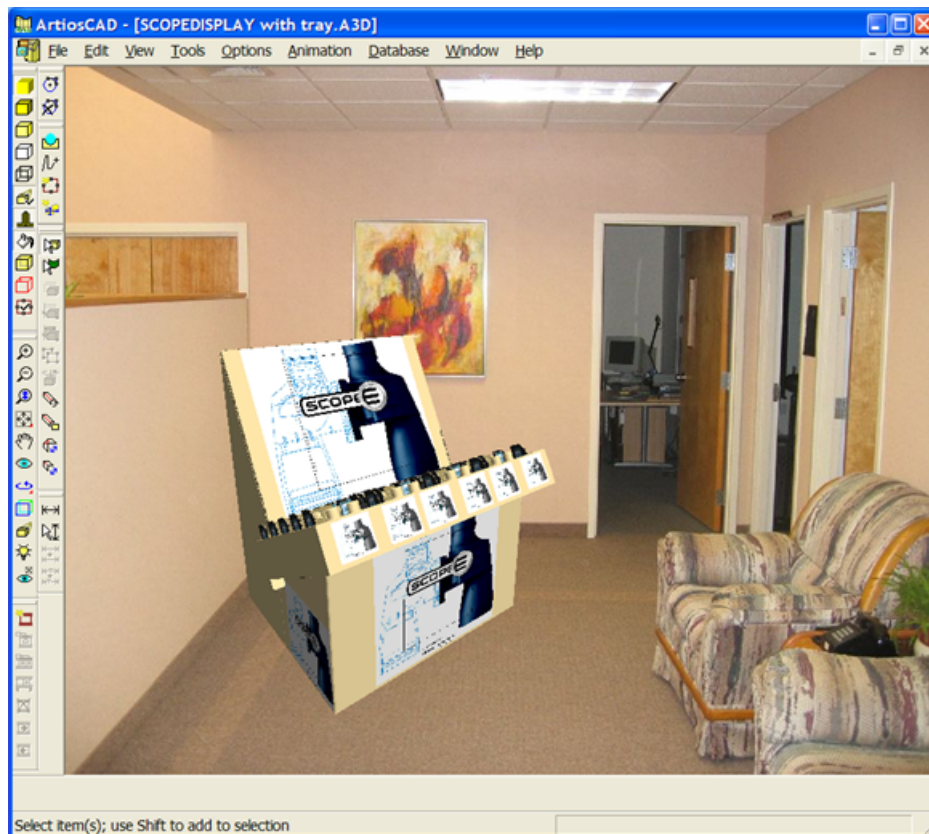 ArtiosCAD - [SCOPEDISPLAY with tray.A3D]
File Edit View Tools Options Animation Database Window Help
SCOPE
SCOPE
Select item(s); use Shift to add to selection